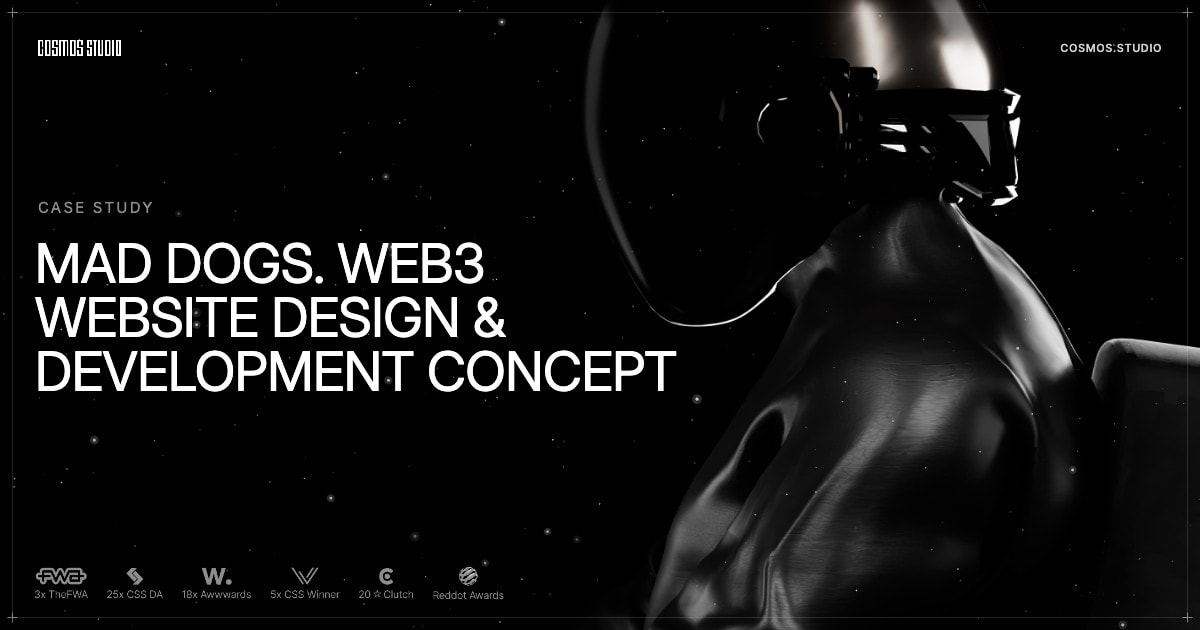 COSMOS STUDIO
COSMOS.STUDIO
CASE STUDY
MAD DOGS. WEB3
WEBSITE DESIGN &
DEVELOPMENT CONCEPT
FWA W.
3x TheFWA 25x CSS DA 18x Awwwards 5x CSS Winner 20 ☆ Clutch Reddot Awards